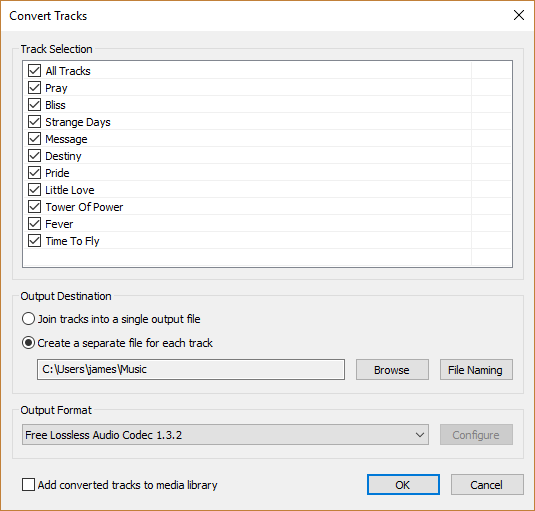 Convert Tracks
Track Selection
All Tracks
Pray
Bliss
Strange Days
Message
Destiny
Pride
Little Love
Tower Of Power
Fever
Time To Fly
Output Destination
Join tracks into a single output file
Create a separate file for each track
C:\Users\james\Music
Browse
File Naming
Output Format
Free Lossless Audio Codec 1.3.2
Configure
Add converted tracks to media library
OK
Cancel